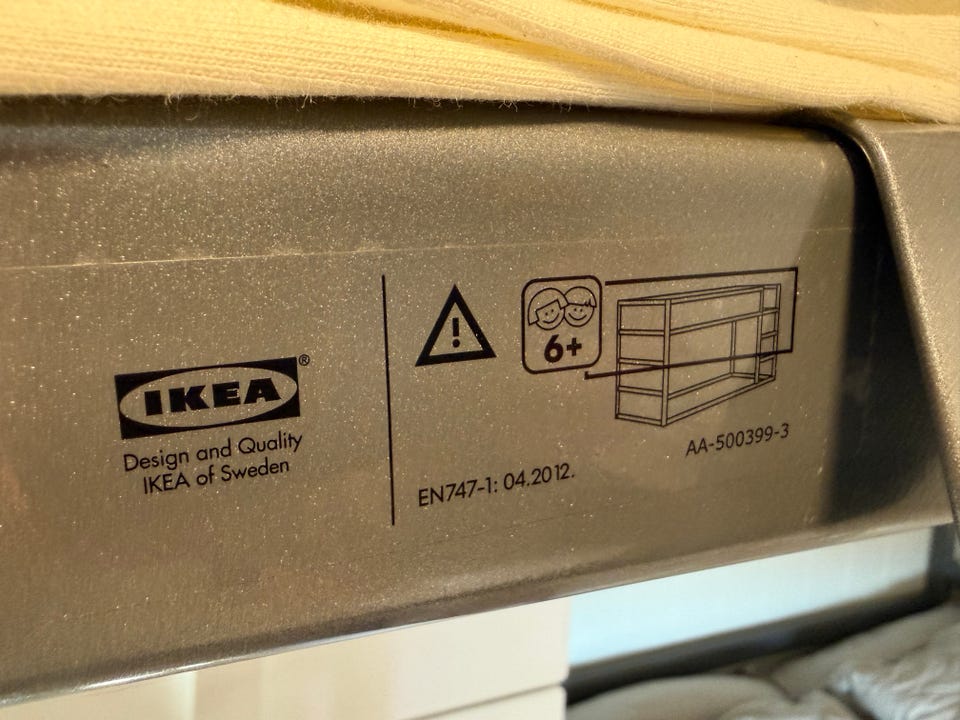 IKEA®
Design and Quality
IKEA of Sweden
!
6+
AA-500399-3
EN747-1: 04.2012.